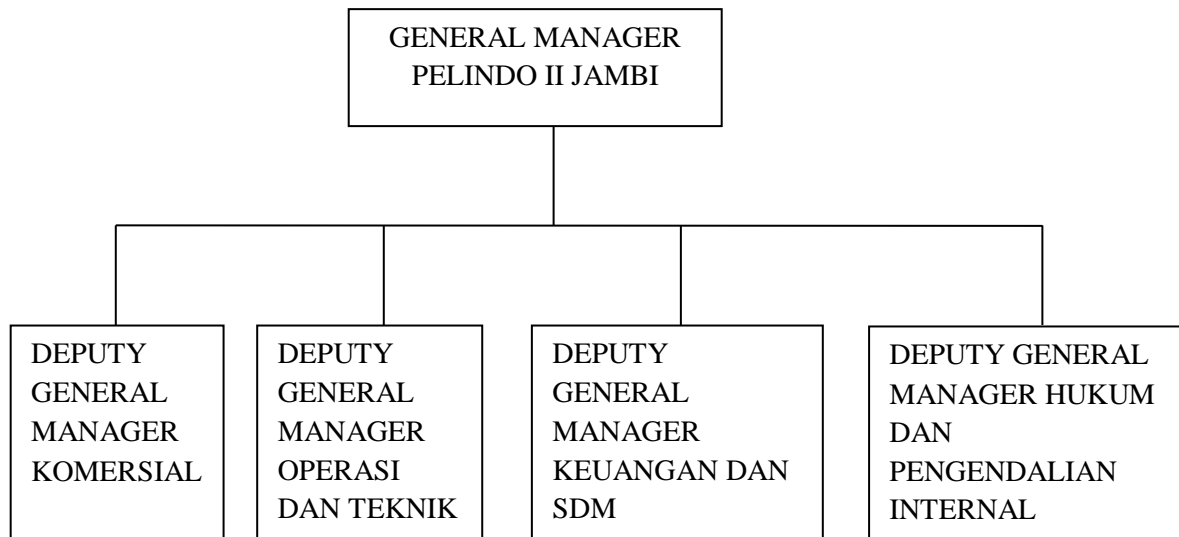 GENERAL MANAGER
PELINDO II JAMBI
DEPUTY
GENERAL
MANAGER
KOMERSIAL
DEPUTY
GENERAL
MANAGER
OPERASI
DAN TEKNIK
DEPUTY
GENERAL
MANAGER
KEUANGAN DAN
SDM
DEPUTY GENERAL
MANAGER HUKUM
DAN
PENGENDALIAN
INTERNAL